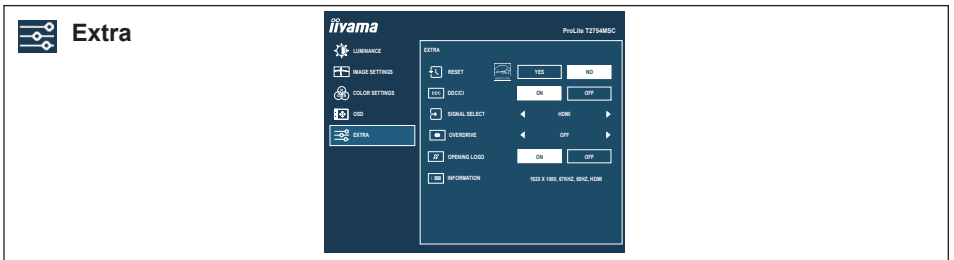 Extra
iiyama
ProLite T2754MSC
LUMINANCE
IMAGE SETTINGS
COLOR SETTINGS
OSD
EXTRA
EXTRA
RESET YES NO
DDC DDC/CI ON OFF
SIGNAL SELECT HDMI
OVERDRIVE OFF
OPENING LOGO ON OFF
INFORMATION 1920 X 1080, 67KHZ, 60HZ, HDMI